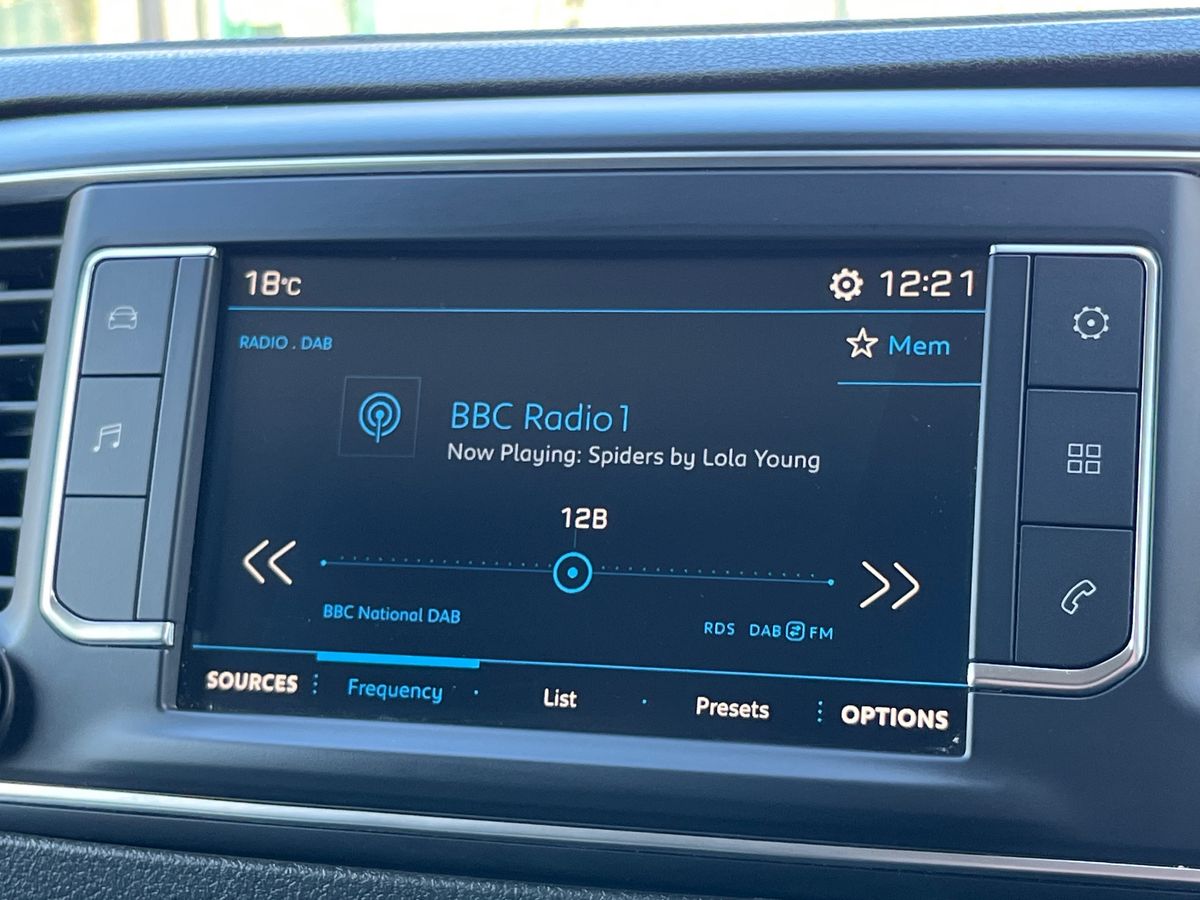 18°C 12:21
RADIO . DAB
Mem
BBC Radio 1
Now Playing: Spiders by Lola Young
12B
BBC National DAB
RDS DAB FM
SOURCES Frequency List Presets OPTIONS